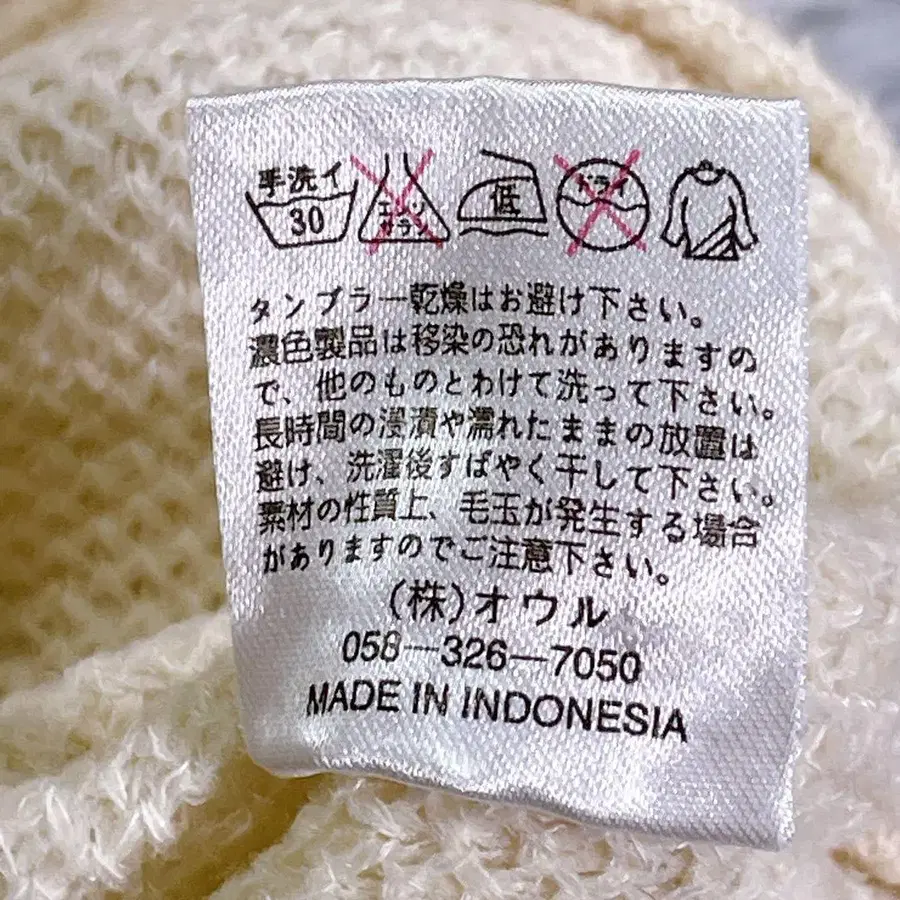 手洗イ 30 エンソサラシ 低 ドライ
タンブラー乾燥はお避け下さい。
濃色製品は移染の恐れがありますの
で、他のものとわけて洗って下さい。
長時間の浸漬や濡れたままの放置は
避け、洗濯後すばやく干して下さい。
素材の性質上、毛玉が発生する場合
がありますのでご注意下さい。
(株)オウル
058-326-7050
MADE IN INDONESIA